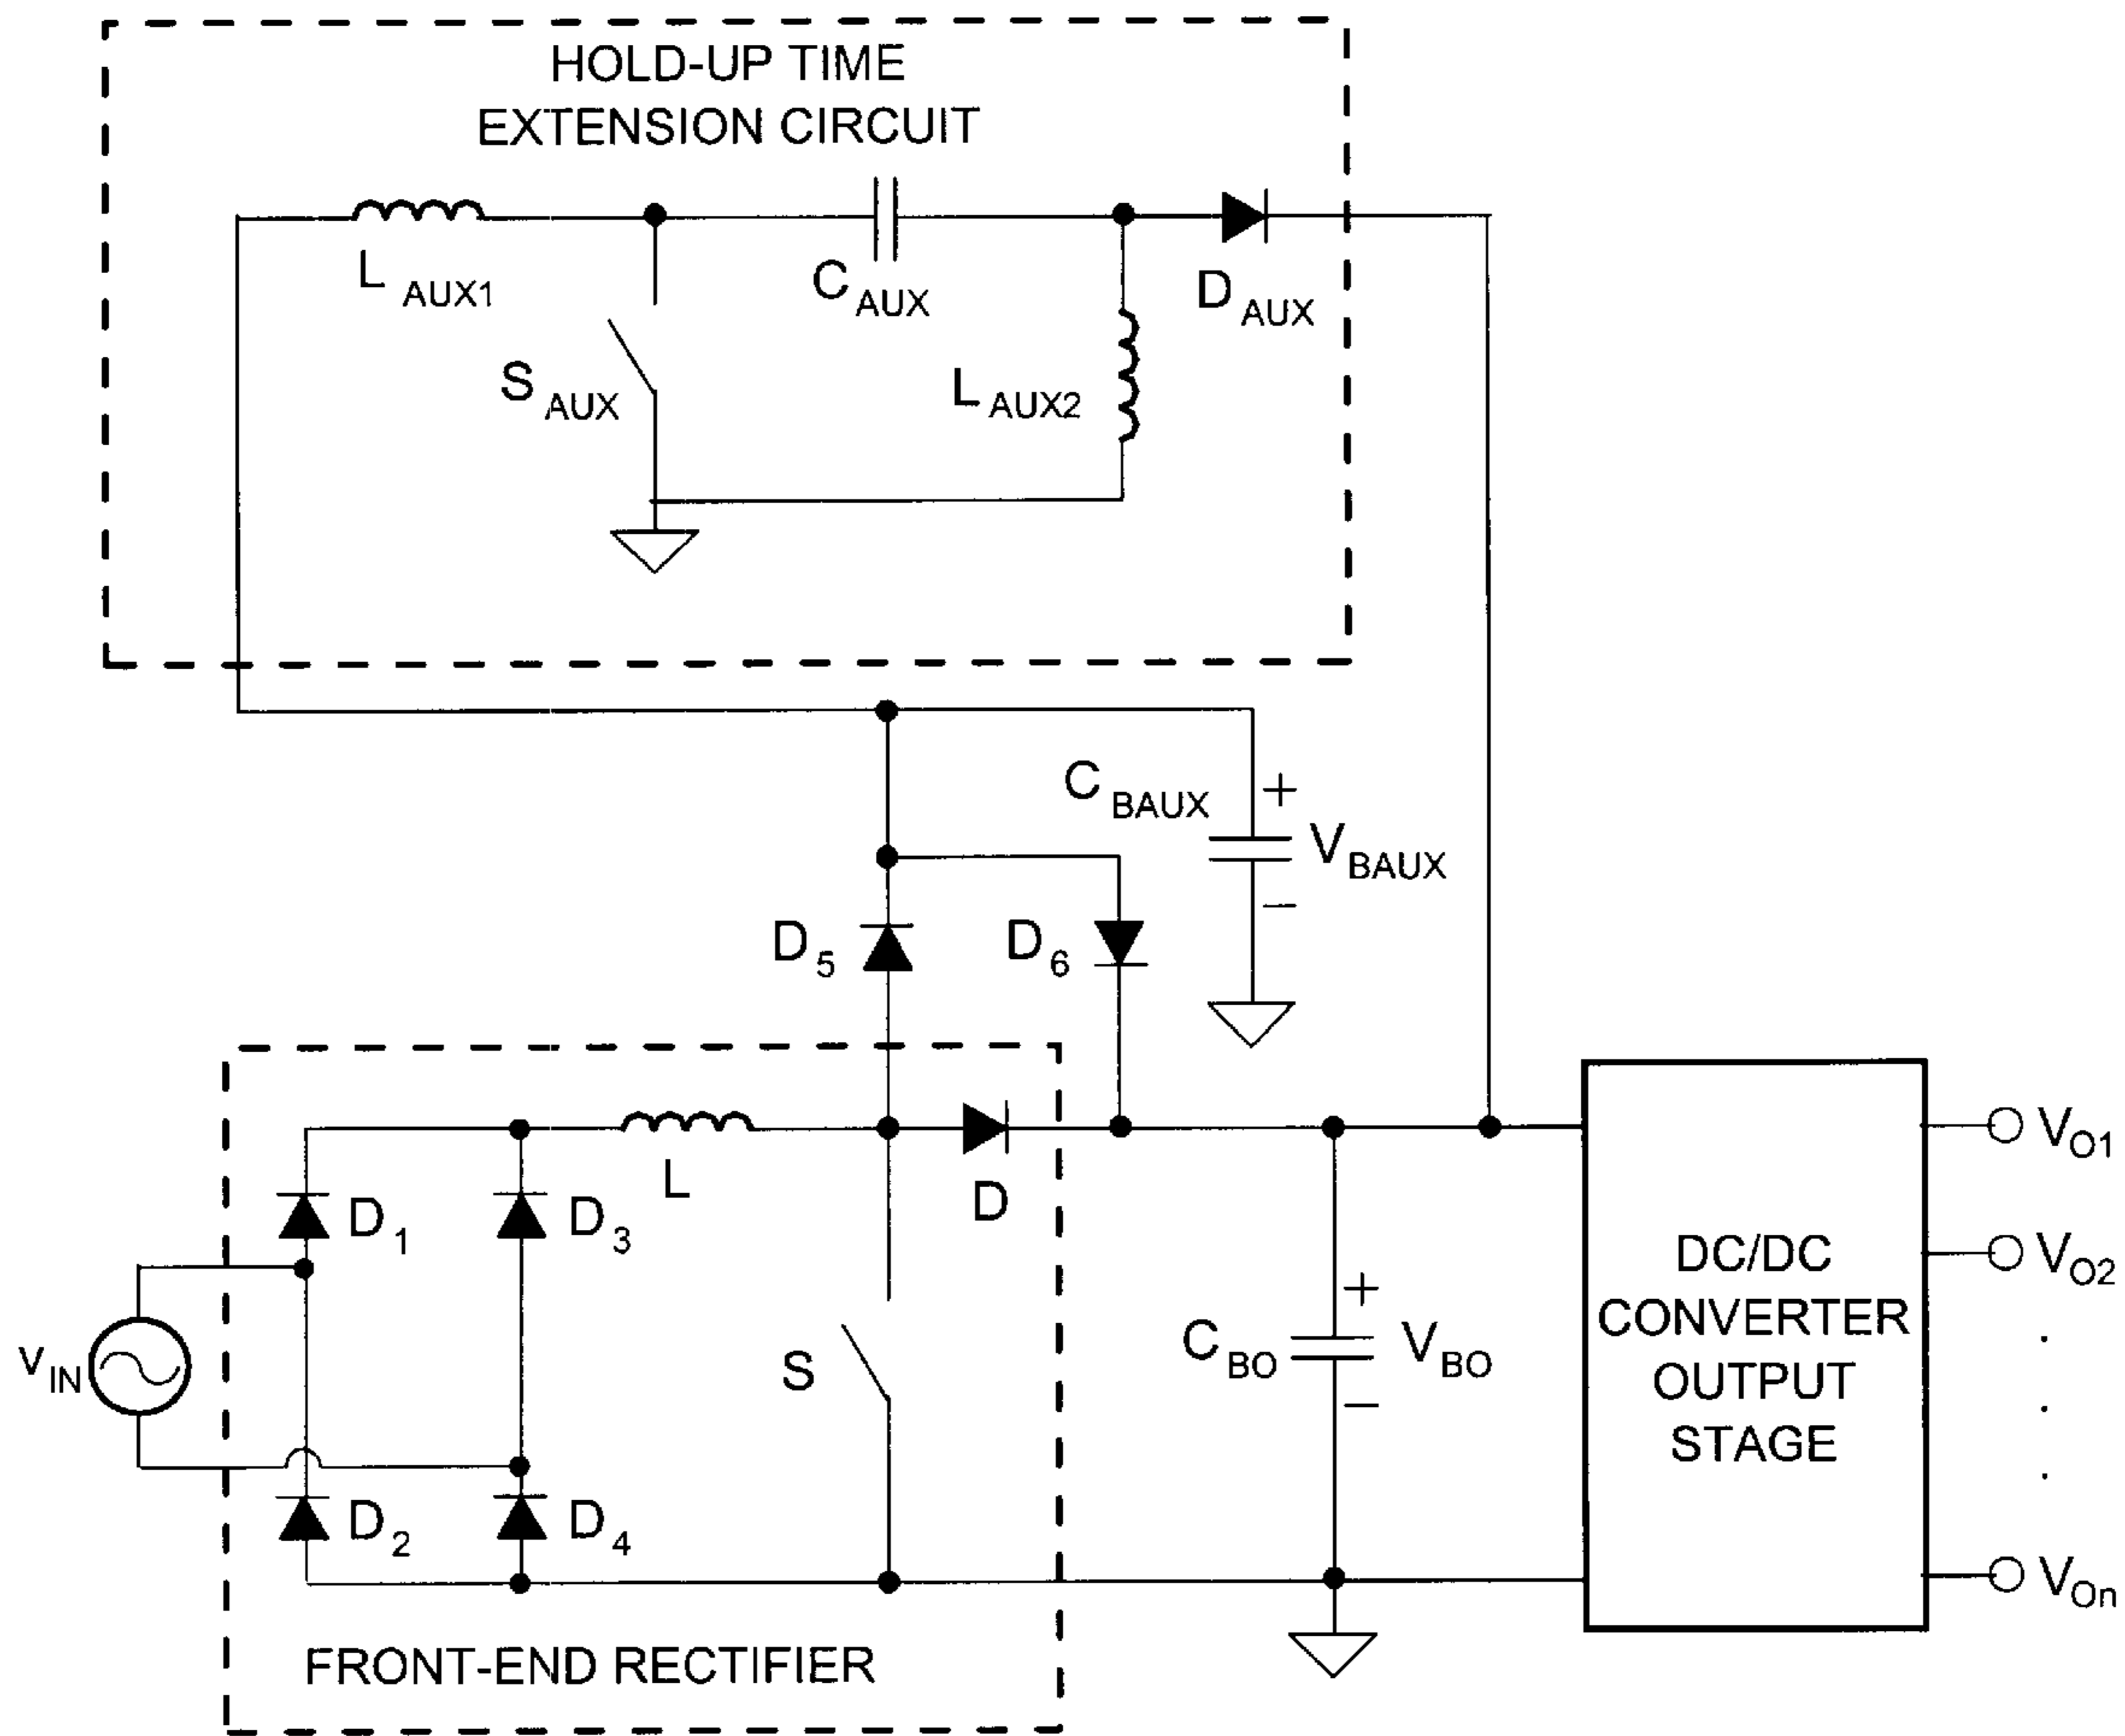 HOLD-UP TIME
EXTENSION CIRCUIT
L AUX1
C AUX
D AUX
S AUX
L AUX2
C BAUX
+
V BAUX
−
D 5
D 6
L
D
D 1
D 3
v IN
S
C BO
+
V BO
−
D 2
D 4
DC/DC
CONVERTER
OUTPUT
STAGE
V O1
V O2
V On
FRONT-END RECTIFIER